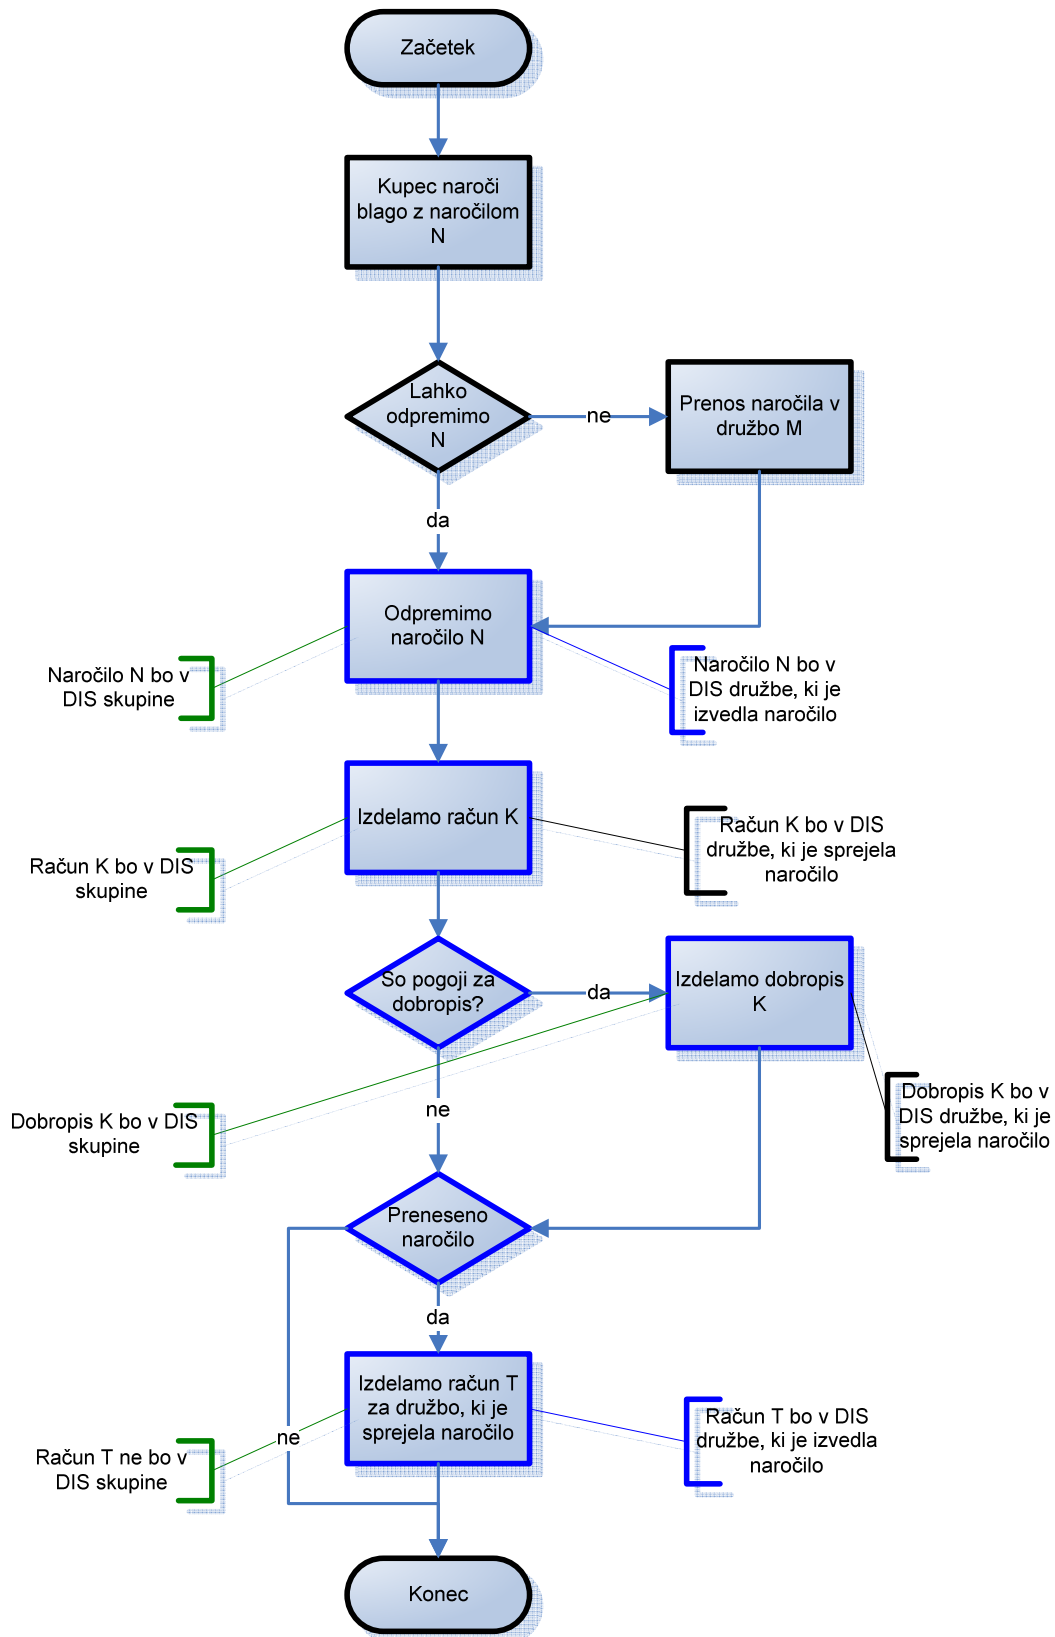 Začetek
Kupec naroči
blago z naročilom
N
Lahko
odpremimo
N
ne
Prenos naročila v
družbo M
da
Odpremimo
naročilo N
Naročilo N bo v
DIS skupine
Naročilo N bo v
DIS družbe, ki je
izvedla naročilo
Izdelamo račun K
Račun K bo v DIS
skupine
Račun K bo v DIS
družbe, ki je sprejela
naročilo
So pogoji za
dobropis?
da
Izdelamo dobropis
K
ne
Dobropis K bo v DIS
skupine
Dobropis K bo v
DIS družbe, ki je
sprejela naročilo
Preneseno
naročilo
da
Izdelamo račun T
za družbo, ki je
sprejela naročilo
ne
Račun T ne bo v
DIS skupine
Račun T bo v DIS
družbe, ki je izvedla
naročilo
Konec